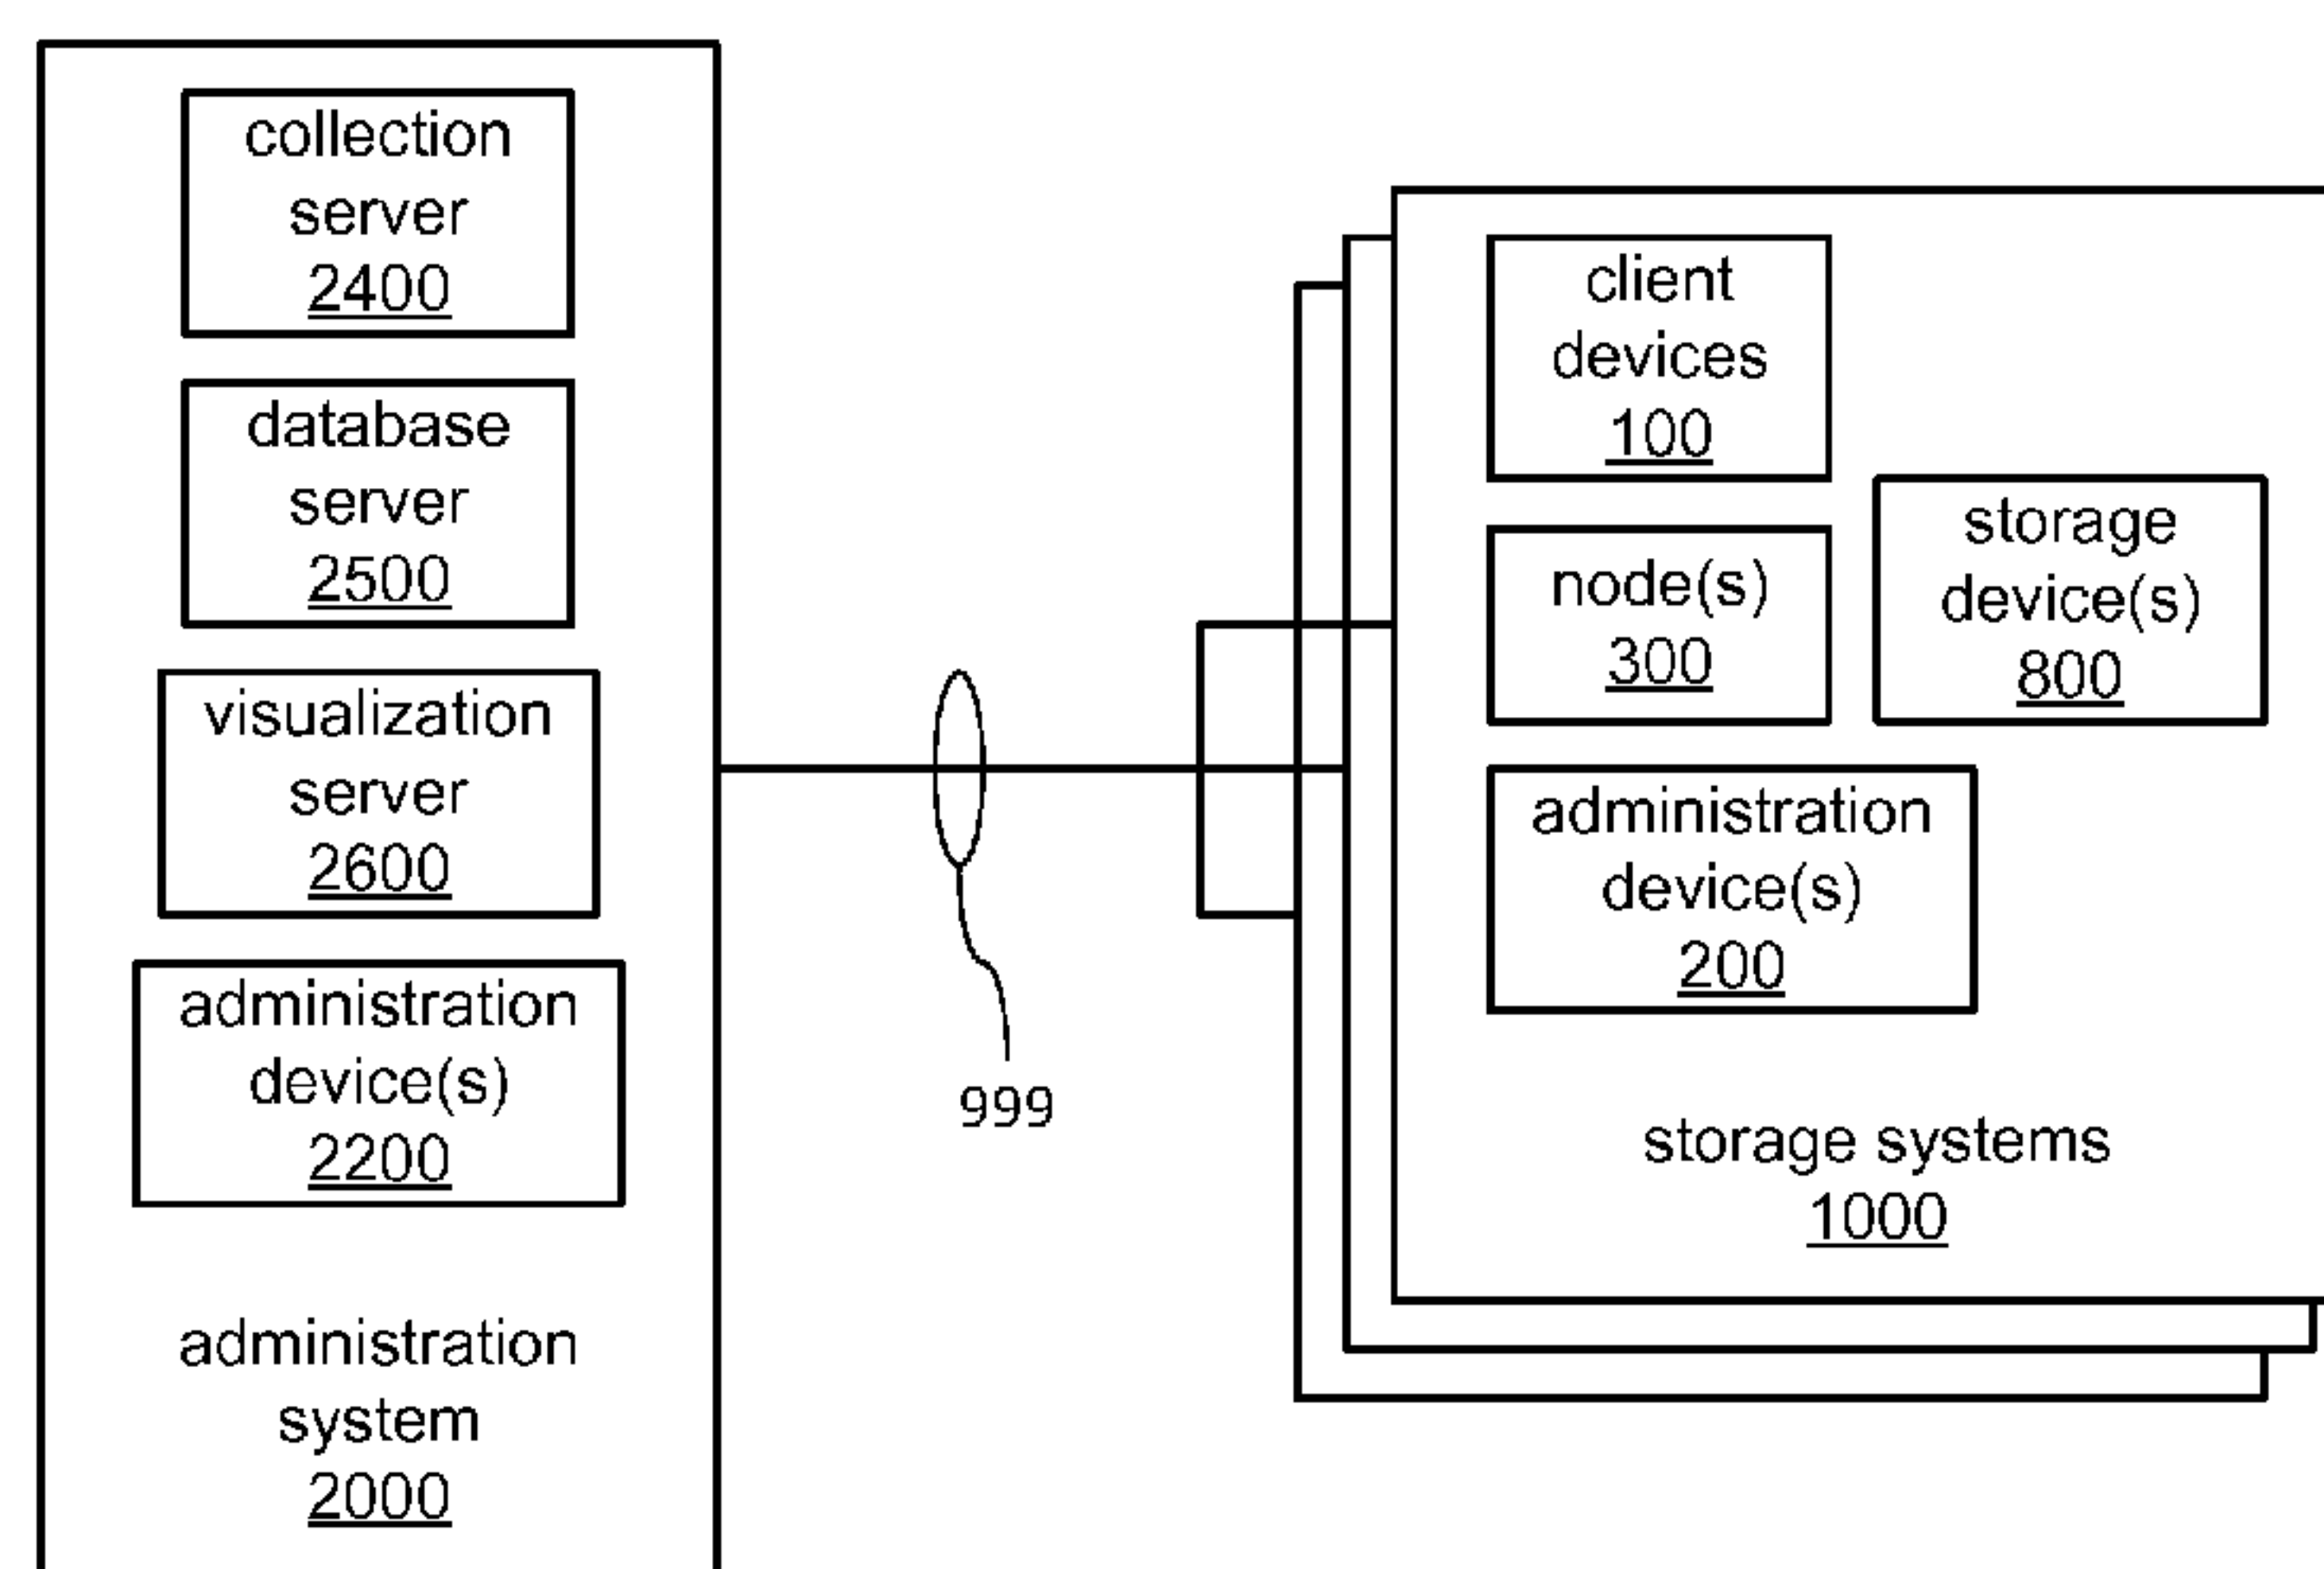 collection
server
2400
database
server
2500
visualization
server
2600
administration
device(s)
2200
administration
system
2000
999
client
devices
100
node(s)
300
storage
device(s)
800
administration
device(s)
200
storage systems
1000